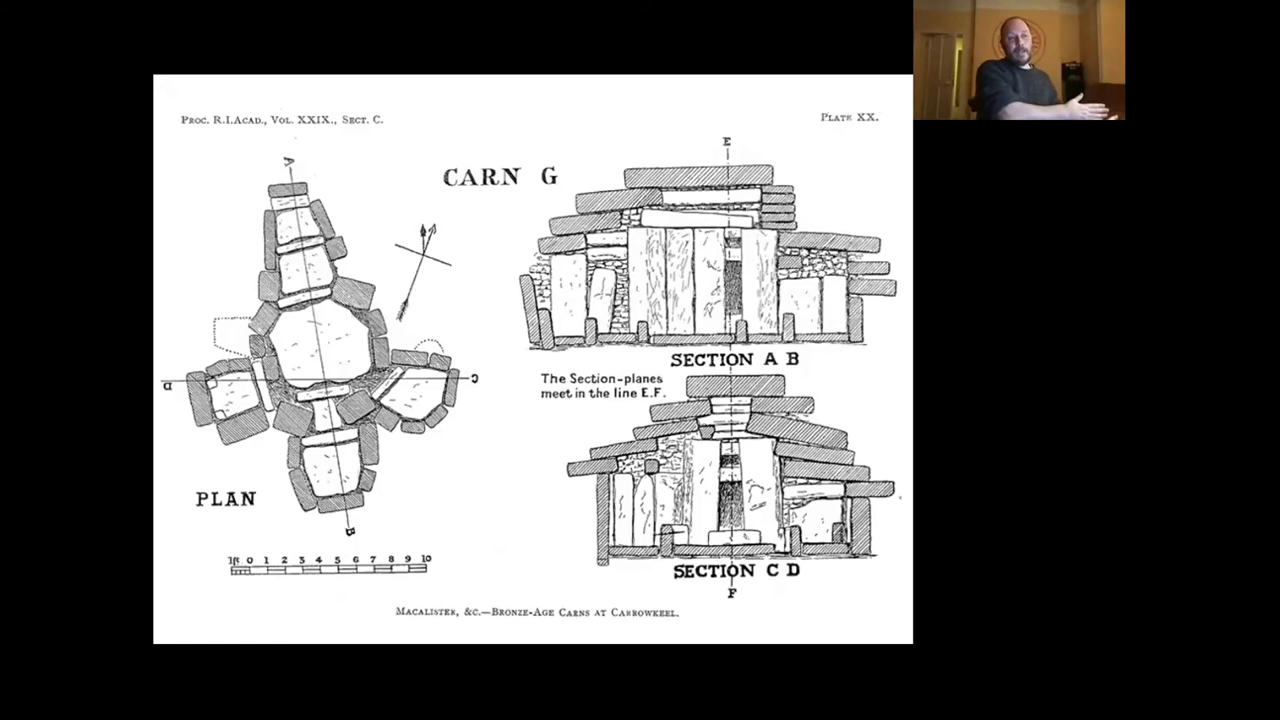 Proc. R.I.Acad., Vol. XXIX., Sect. C.
Plate XX.
CARN G
A
E
SECTION A B
The Section-planes
meet in the line E.F.
D
C
PLAN
B
1ft 0 1 2 3 4 5 6 7 8 9 10
SECTION C D
F
Macalister, &c.—Bronze-Age Carns at Carrowkeel.